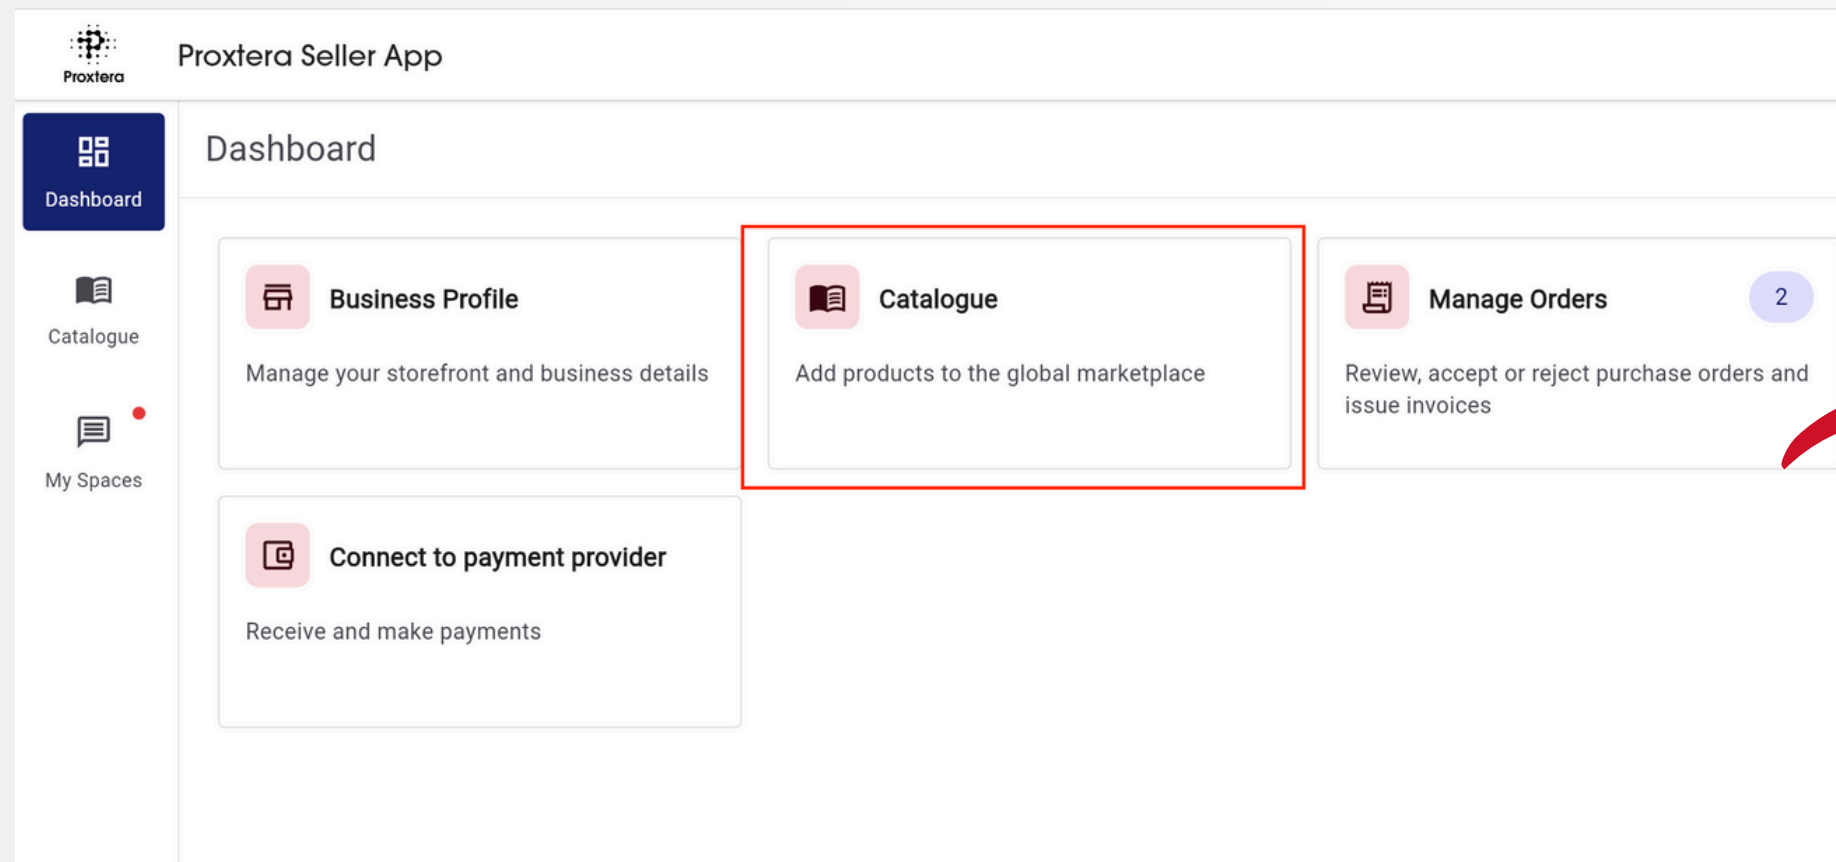 Proxtera
Proxtera Seller App
Dashboard
Catalogue
My Spaces
Dashboard
Business Profile
Manage your storefront and business details
Catalogue
Add products to the global marketplace
Manage Orders
2
Review, accept or reject purchase orders and
issue invoices
Connect to payment provider
Receive and make payments